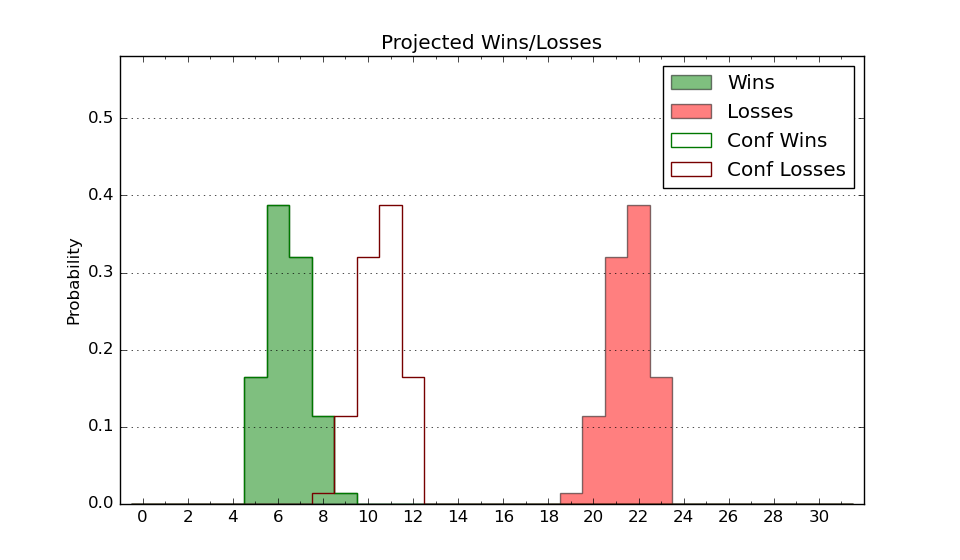 Projected Wins/Losses
Wins
Losses
Conf Wins
Conf Losses
Probability
0.5
0.4
0.3
0.2
0.1
0.0
0 2 4 6 8 10 12 14 16 18 20 22 24 26 28 30